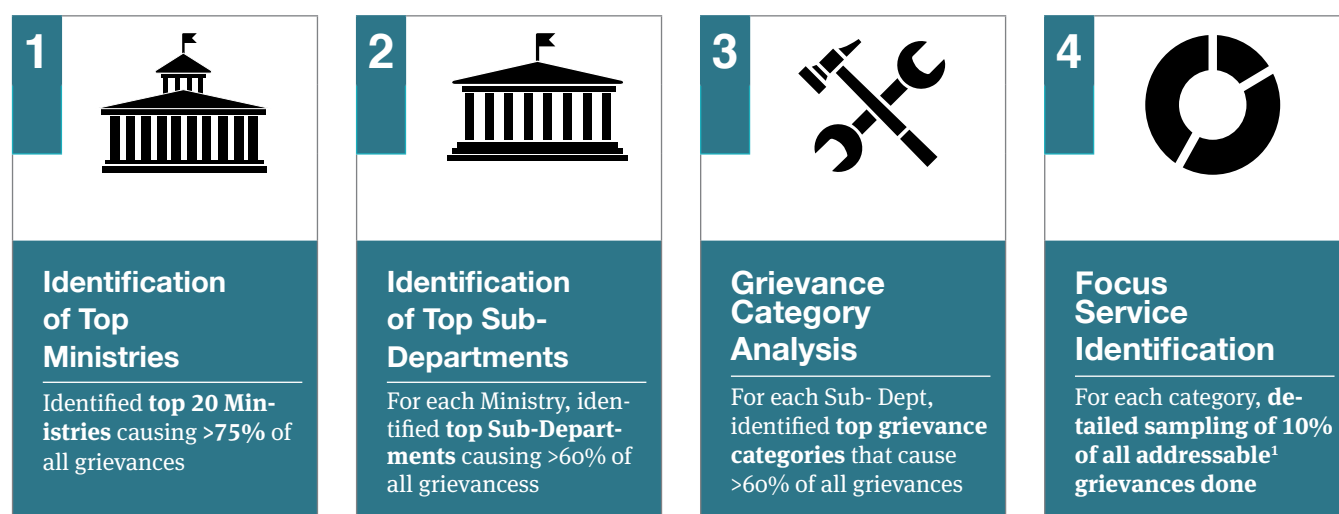 1
Identification
of Top
Ministries
Identified top 20 Min-
istries causing >75% of
all grievances
2
Identification
of Top Sub-
Departments
For each Ministry, iden-
tified top Sub-Depart-
ments causing >60% of
all grievancess
3
Grievance
Category
Analysis
For each Sub- Dept,
identified top grievance
categories that cause
>60% of all grievances
4
Focus
Service
Identification
For each category, de-
tailed sampling of 10%
of all addressable¹
grievances done